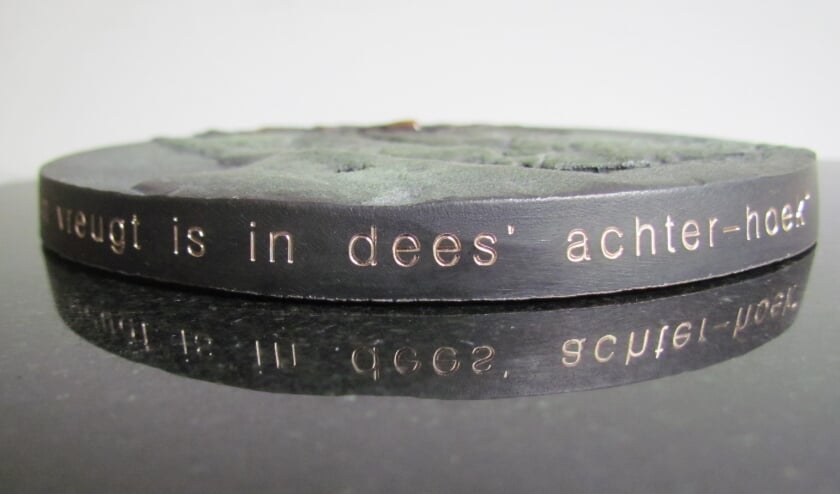 vreugt is in dees' achter-hoek